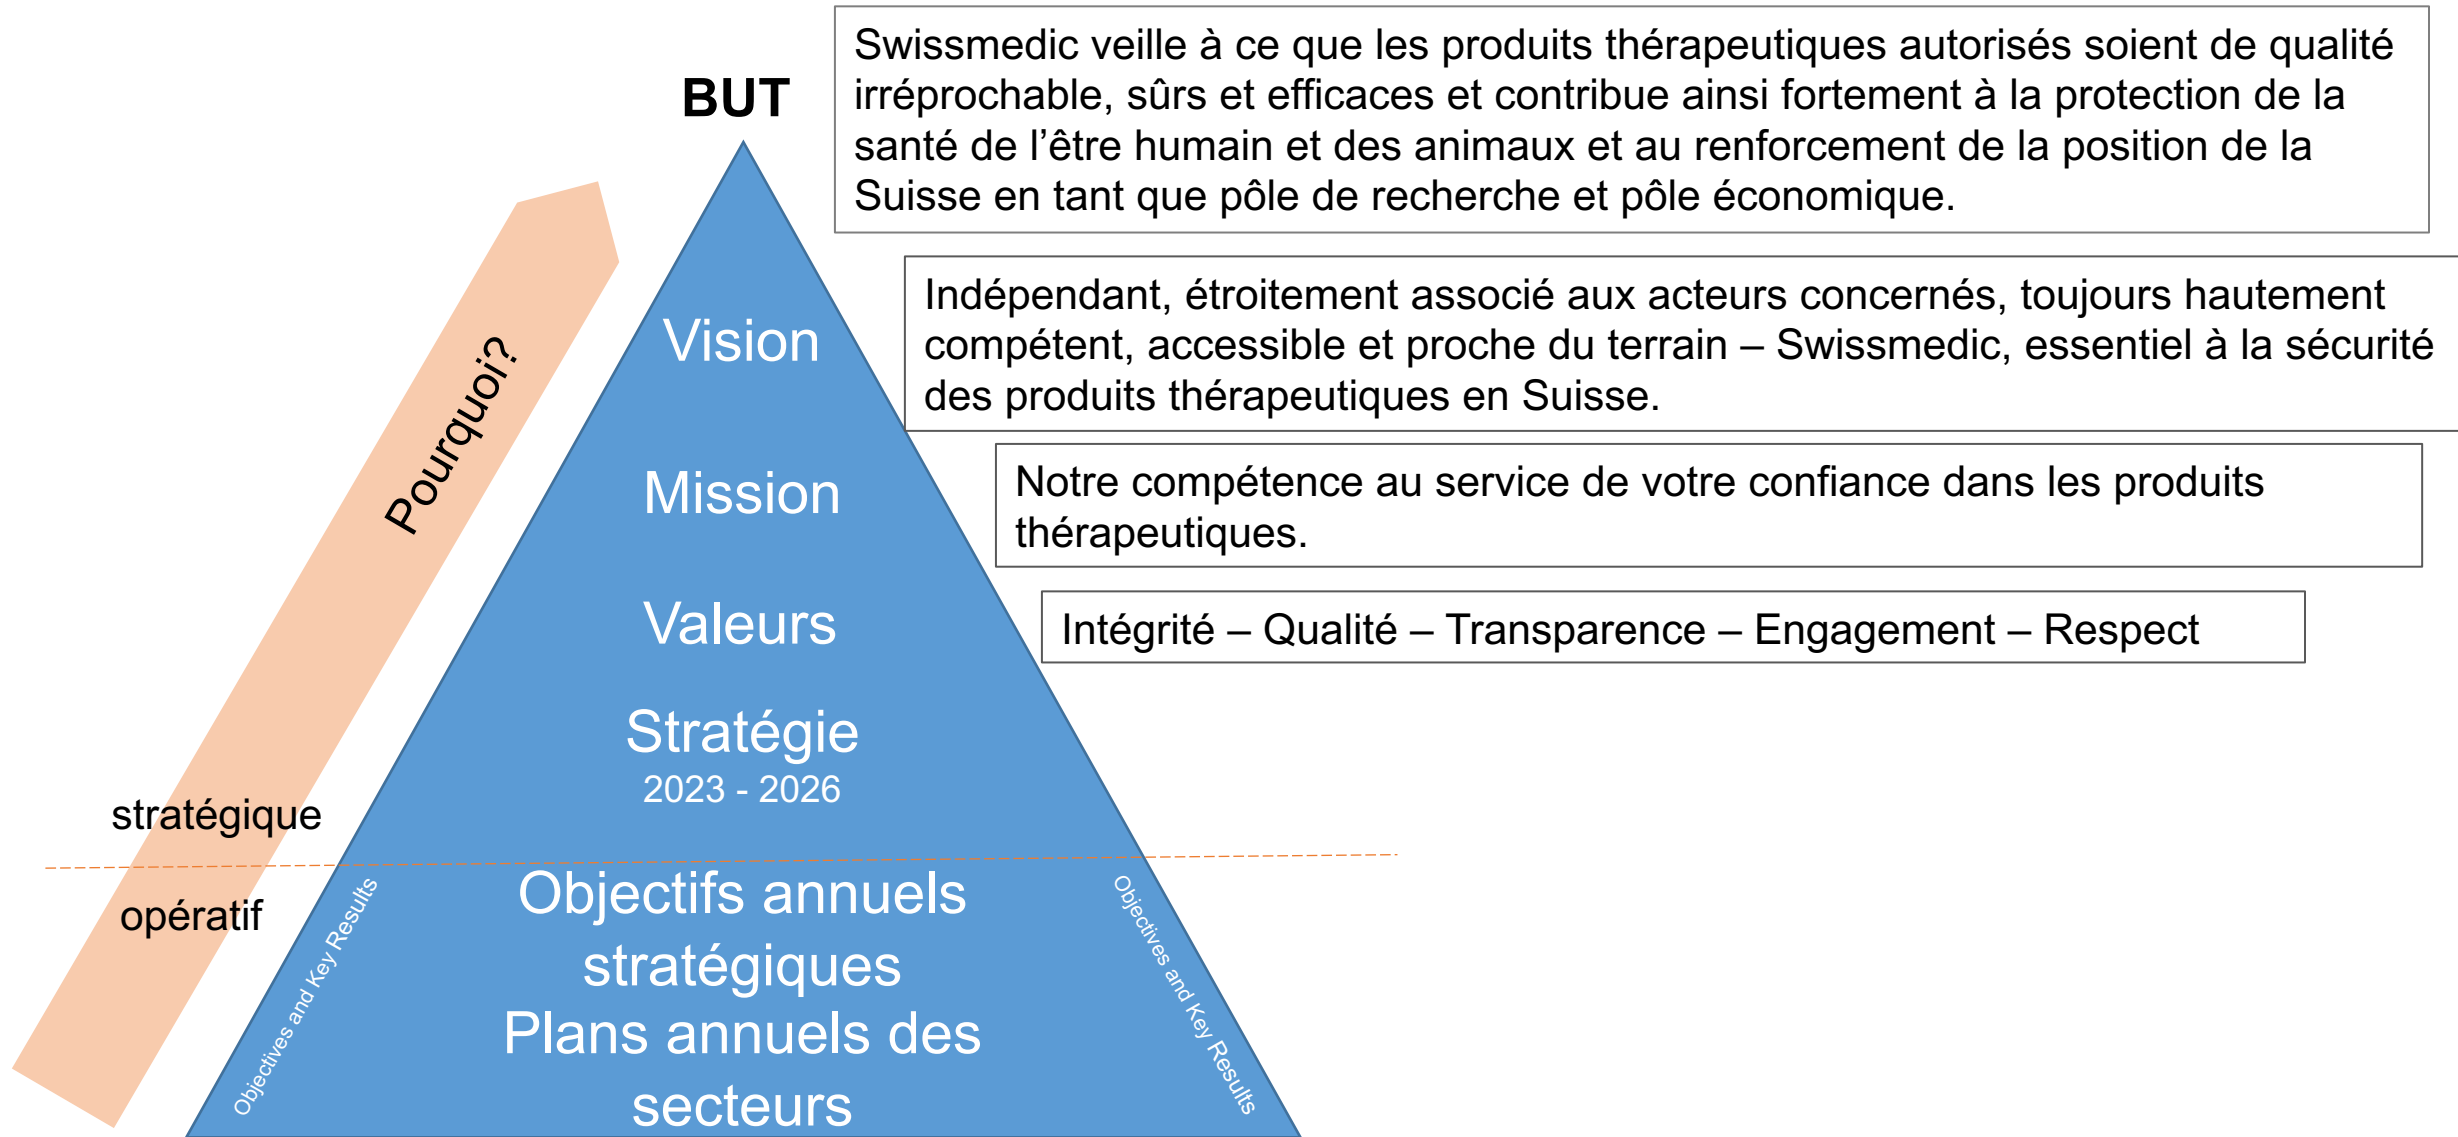 BUT
Swissmedic veille à ce que les produits thérapeutiques autorisés soient de qualité
irréprochable, sûrs et efficaces et contribue ainsi fortement à la protection de la
santé de l’être humain et des animaux et au renforcement de la position de la
Suisse en tant que pôle de recherche et pôle économique.
Vision
Indépendant, étroitement associé aux acteurs concernés, toujours hautement
compétent, accessible et proche du terrain – Swissmedic, essentiel à la sécurité
des produits thérapeutiques en Suisse.
Pourquoi?
Mission
Notre compétence au service de votre confiance dans les produits
thérapeutiques.
Valeurs
Intégrité – Qualité – Transparence – Engagement – Respect
Stratégie
2023 - 2026
stratégique
opératif
Objectives and Key Results
Objectifs annuels
stratégiques
Plans annuels des
secteurs
Objectives and Key Results